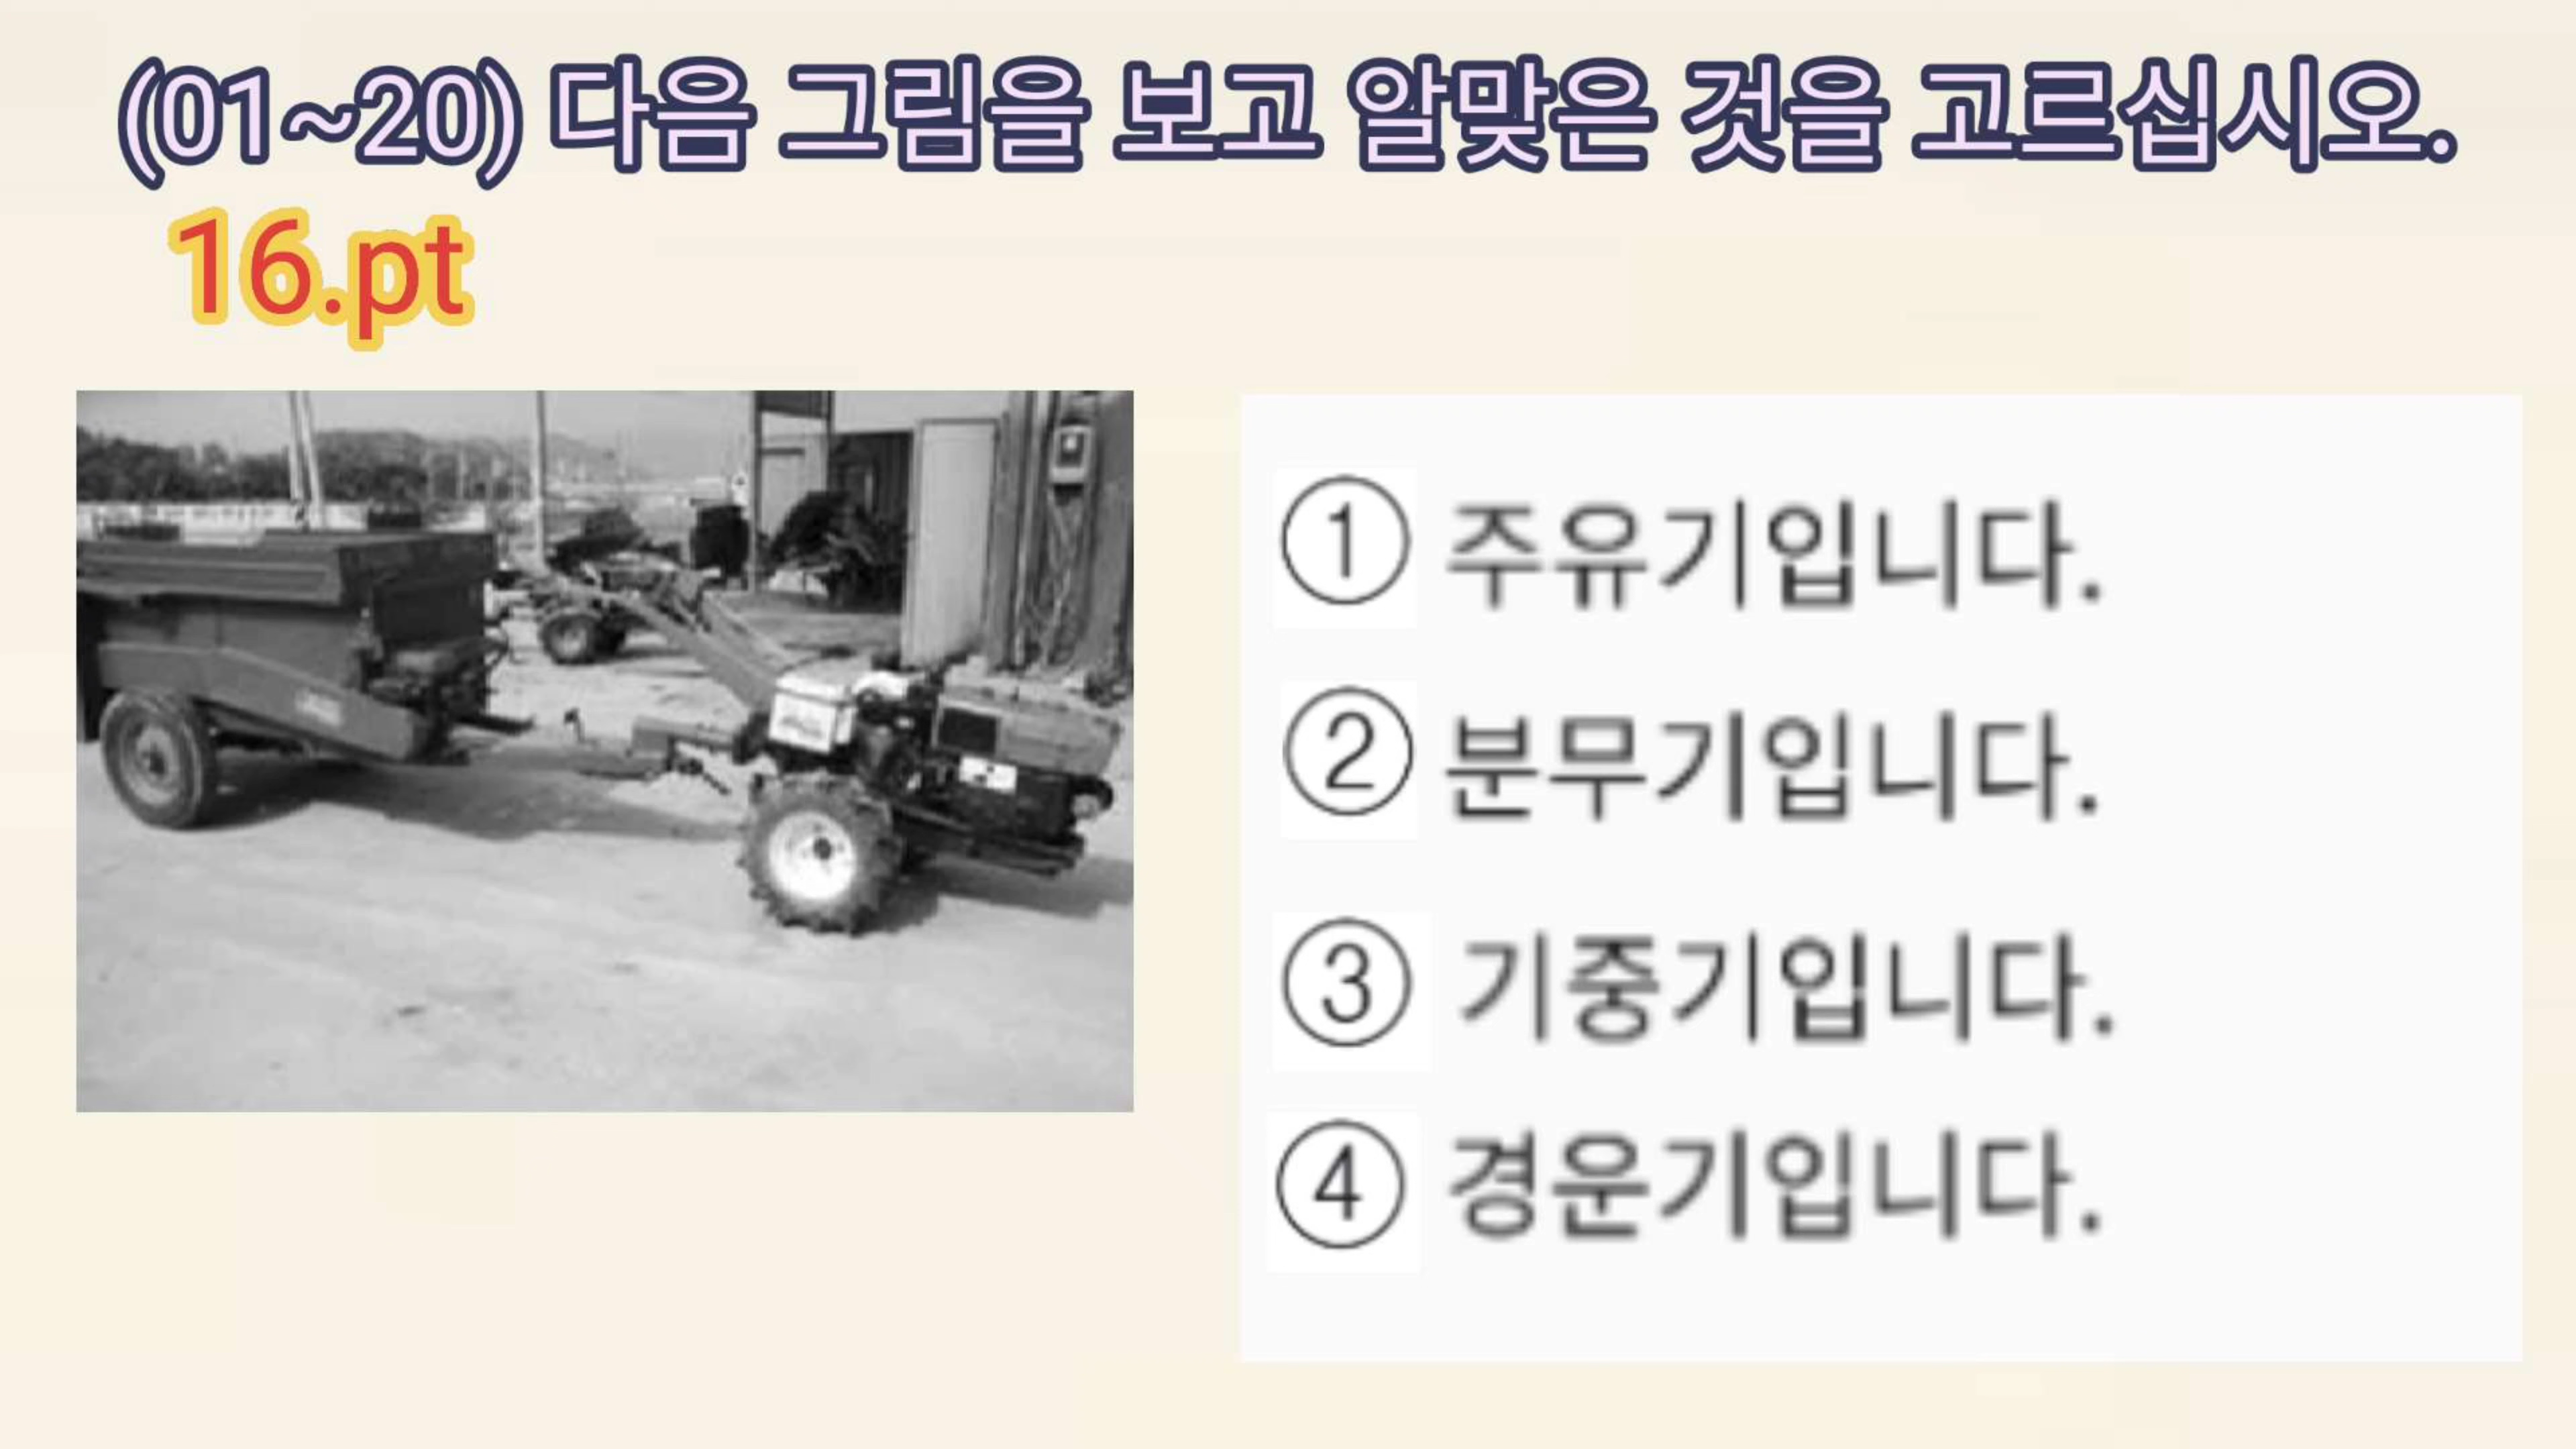 (01~20) 다음 그림을 보고 알맞은 것을 고르십시오.
16.pt
① 주유기입니다.
② 분무기입니다.
③ 기중기입니다.
④ 경운기입니다.